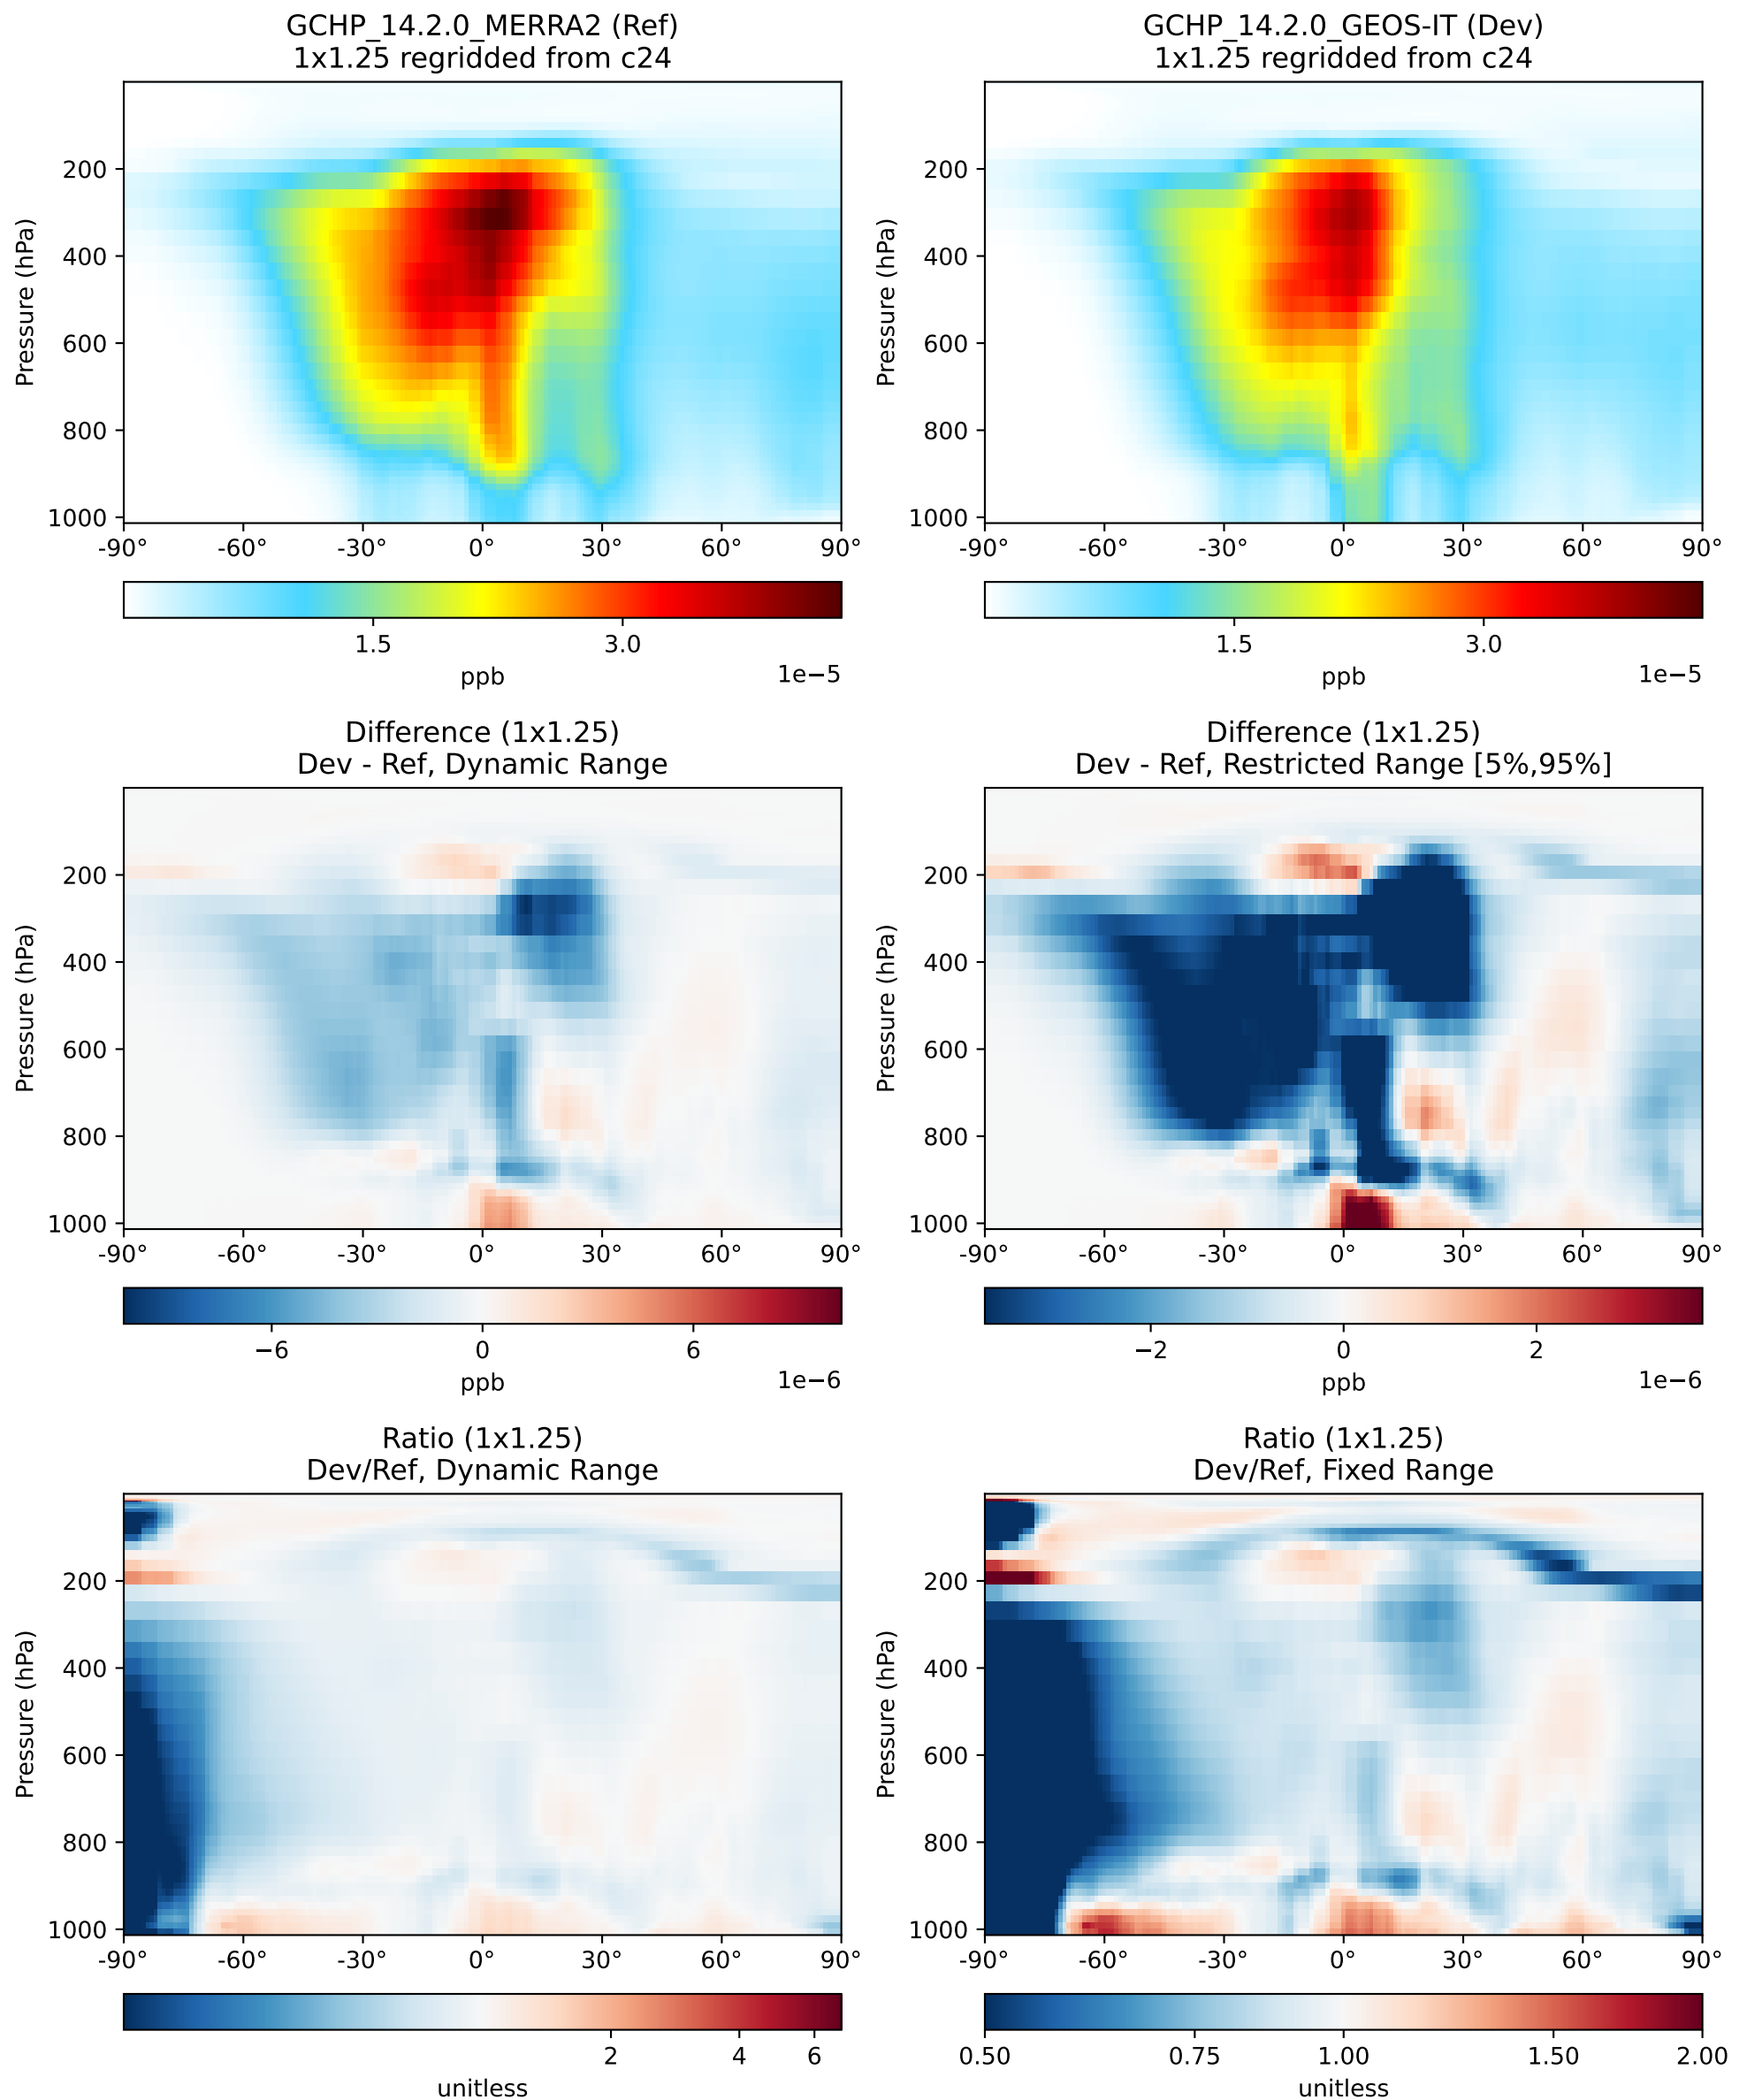 GCHP_14.2.0_MERRA2 (Ref)
1x1.25 regridded from c24
Pressure (hPa)
200
400
600
800
1000
-90° -60° -30° 0° 30° 60° 90°
1.5 3.0
ppb
1e−5
GCHP_14.2.0_GEOS-IT (Dev)
1x1.25 regridded from c24
Pressure (hPa)
200
400
600
800
1000
-90° -60° -30° 0° 30° 60° 90°
1.5 3.0
ppb
1e−5
Difference (1x1.25)
Dev - Ref, Dynamic Range
Pressure (hPa)
200
400
600
800
1000
-90° -60° -30° 0° 30° 60° 90°
−6 0 6
ppb
1e−6
Difference (1x1.25)
Dev - Ref, Restricted Range [5%,95%]
Pressure (hPa)
200
400
600
800
1000
-90° -60° -30° 0° 30° 60° 90°
−2 0 2
ppb
1e−6
Ratio (1x1.25)
Dev/Ref, Dynamic Range
Pressure (hPa)
200
400
600
800
1000
-90° -60° -30° 0° 30° 60° 90°
2 4 6
unitless
Ratio (1x1.25)
Dev/Ref, Fixed Range
Pressure (hPa)
200
400
600
800
1000
-90° -60° -30° 0° 30° 60° 90°
0.50 0.75 1.00 1.50 2.00
unitless